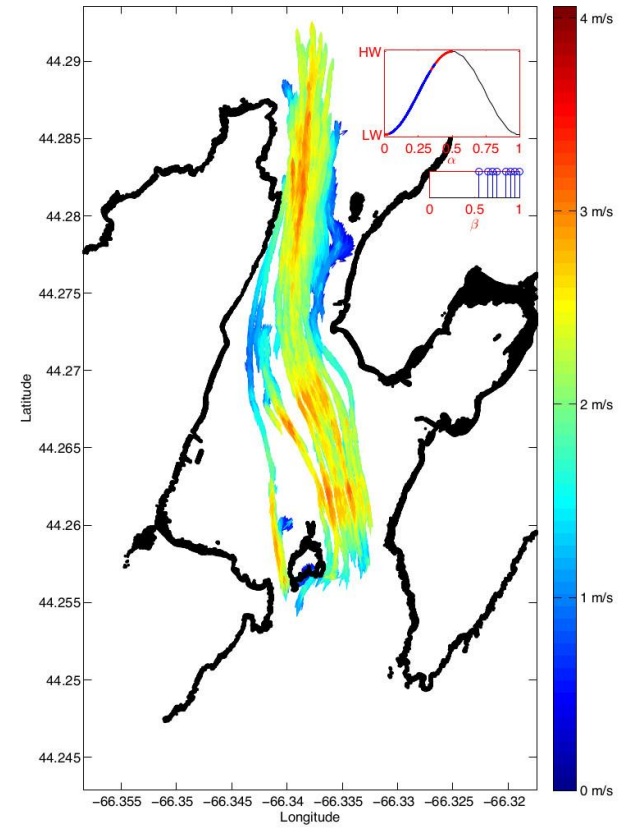 4 m/s
3 m/s
2 m/s
1 m/s
0 m/s
44.29
44.285
44.28
44.275
44.27
44.265
44.26
44.255
44.25
44.245
Latitude
HW
LW
0 0.25 0.5 0.75 1
α
0 0.5 1
β
−66.355 −66.35 −66.345 −66.34 −66.335 −66.33 −66.325 −66.32
Longitude